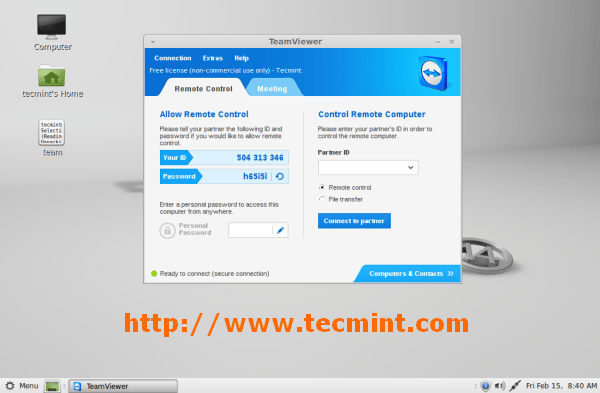 Computer
tecmint's Home
tecmint
Selecti
(Readin
team
TeamViewer
Connection Extras Help
Free license (non-commercial use only) - Tecmint
Remote Control
Meeting
Allow Remote Control
Please tell your partner the following ID and
password if you would like to allow remote
control.
Your ID 504 313 346
Password h65i5i
Enter a personal password to access this
computer from anywhere.
Personal
Password
Control Remote Computer
Please enter your partner's ID in order to
control the remote computer.
Partner ID
Remote control
File transfer
Connect to partner
Ready to connect (secure connection)
Computers & Contacts >>
14
http://www.tecmint.com
Menu
TeamViewer
Fri Feb 15, 8:40 AM